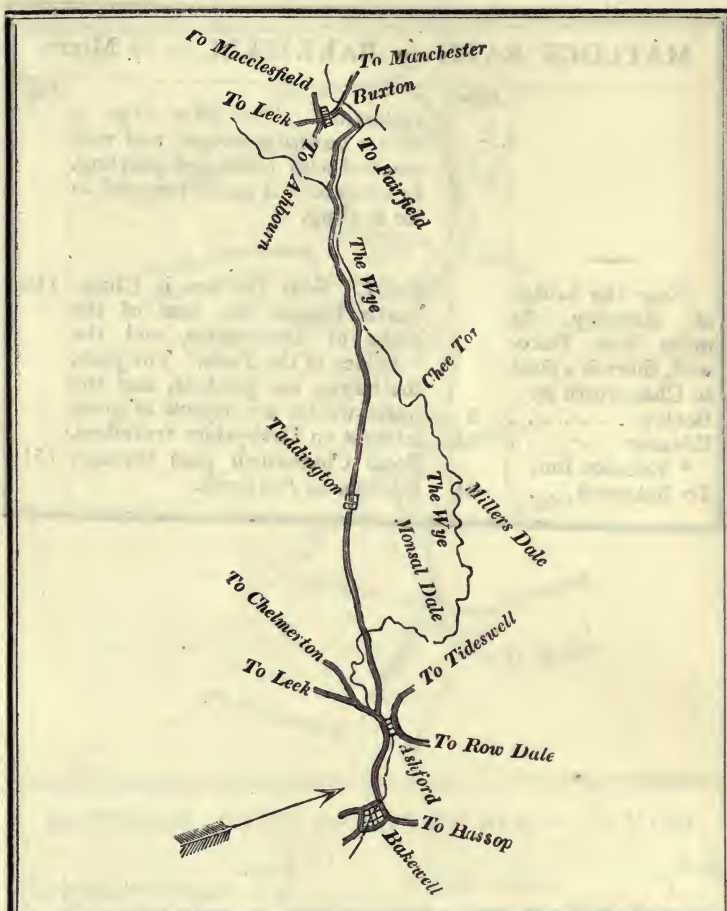 To Macclesfield
To Manchester
To Leek
Buxton
To
Ashbourn
To Fairfield
The Wye
Chee Tor
Taddington
The Wye
Millers Dale
Monsal Dale
To Chelmerton
To Leek
To Tideswell
To Row Dale
Ashford
To Hassop
Bakewell